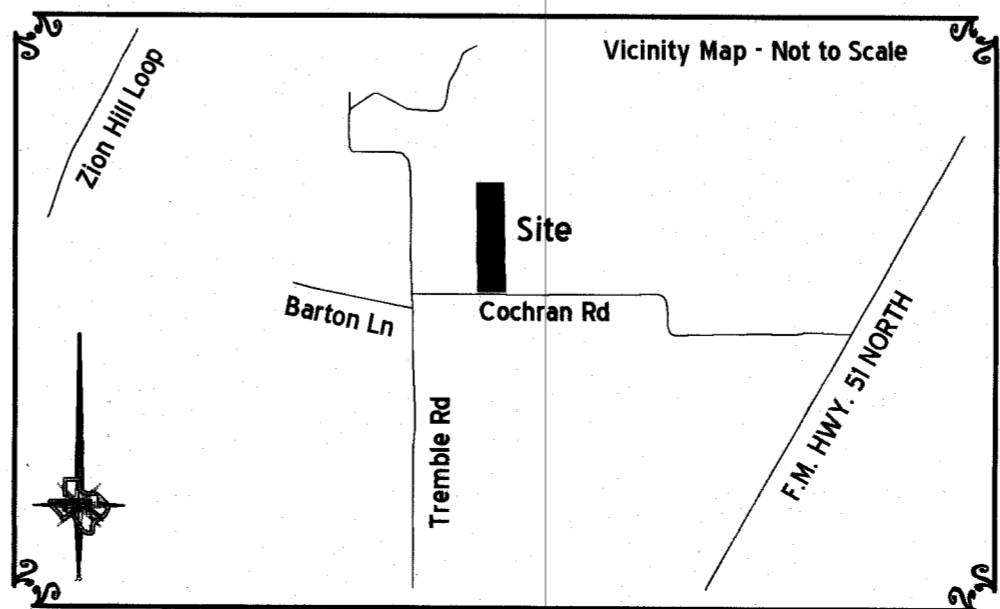 Vicinity Map - Not to Scale
Zion Hill Loop
Site
Barton Ln
Cochran Rd
Tremble Rd
F.M. HWY. 51 NORTH